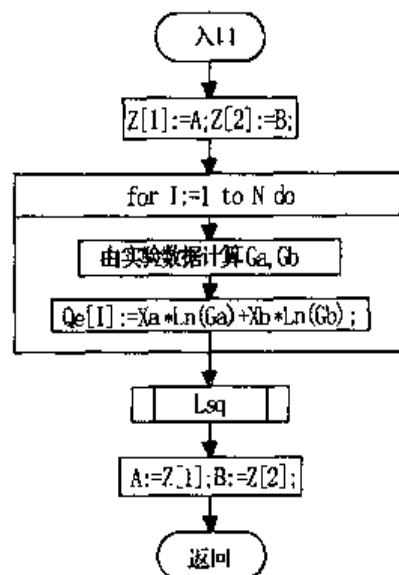 入口
Z[1]:=A;Z[2]:=B;
for I:=1 to N do
由实验数据计算Ga,Gb
Qe[I]:=Xa*Ln(Ga)+Xb*Ln(Gb);
Lsq
A:=Z[1];B:=Z[2];
返回